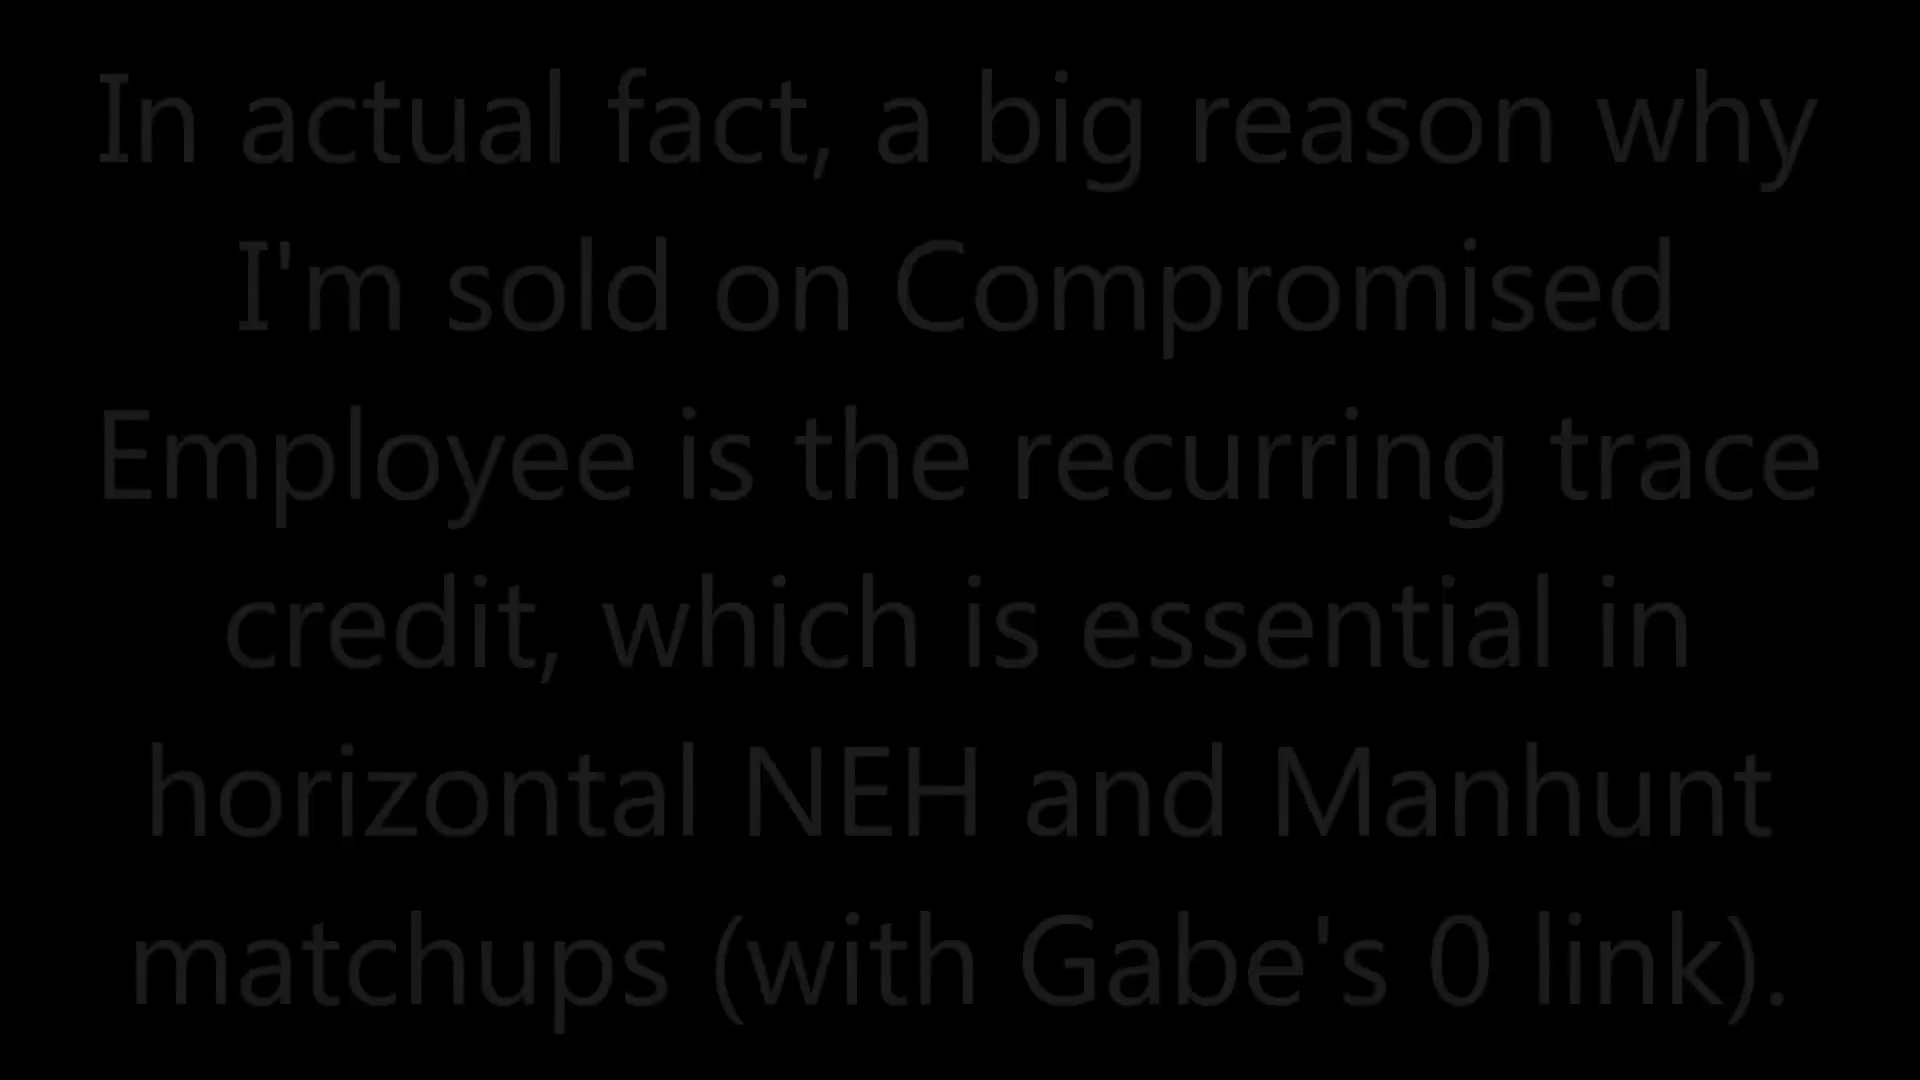 In actual fact, a big reason why
I'm sold on Compromised
Employee is the recurring trace
credit, which is essential in
horizontal NEH and Manhunt
matchups (with Gabe's 0 link).